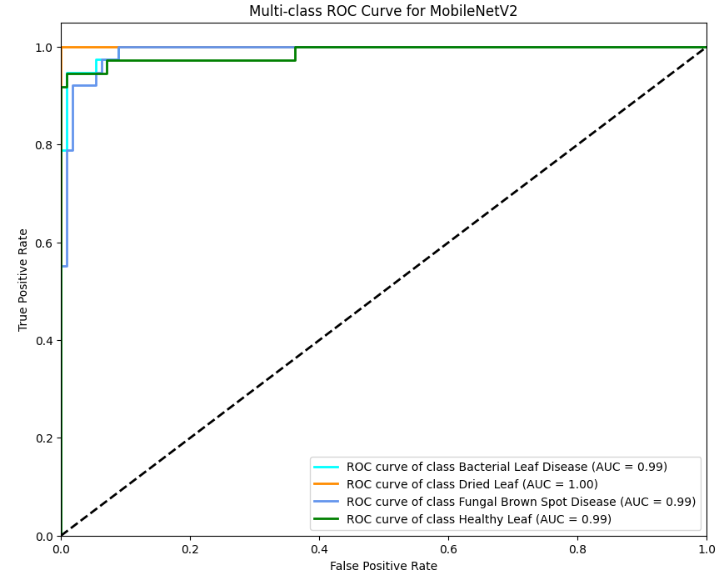 Multi-class ROC Curve for MobileNetV2
True Positive Rate
1.0
0.8
0.6
0.4
0.2
0.0
ROC curve of class Bacterial Leaf Disease (AUC = 0.99)
ROC curve of class Dried Leaf (AUC = 1.00)
ROC curve of class Fungal Brown Spot Disease (AUC = 0.99)
ROC curve of class Healthy Leaf (AUC = 0.99)
0.0 0.2 0.4 0.6 0.8 1.0
False Positive Rate